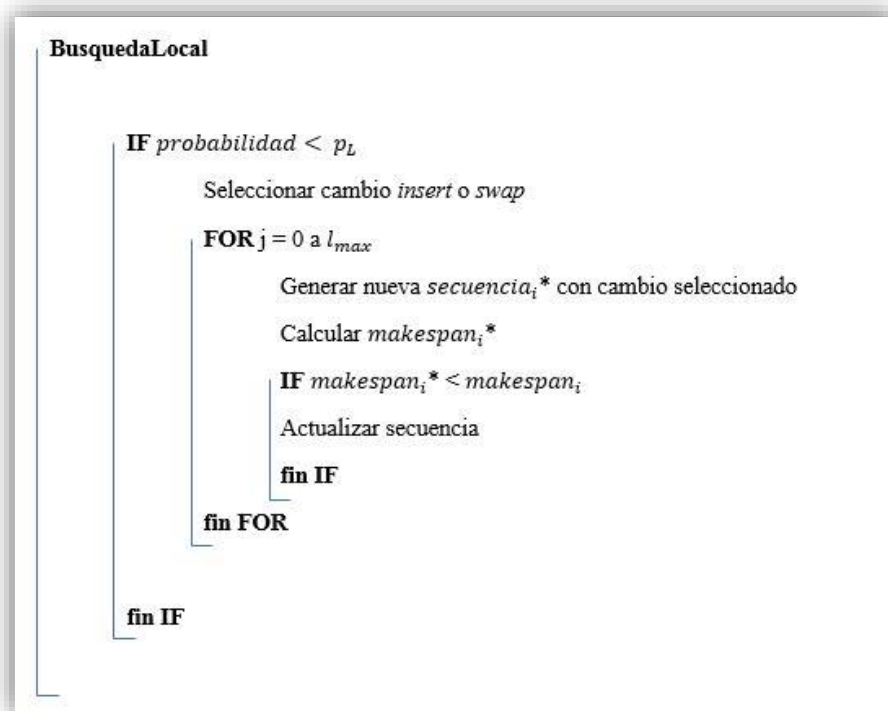 BusquedaLocal
IF probabilidad < p_L
Seleccionar cambio insert o swap
FOR j = 0 a l_max
Generar nueva secuencia_i* con cambio seleccionado
Calcular makespan_i*
IF makespan_i* < makespan_i
Actualizar secuencia
fin IF
fin FOR
fin IF